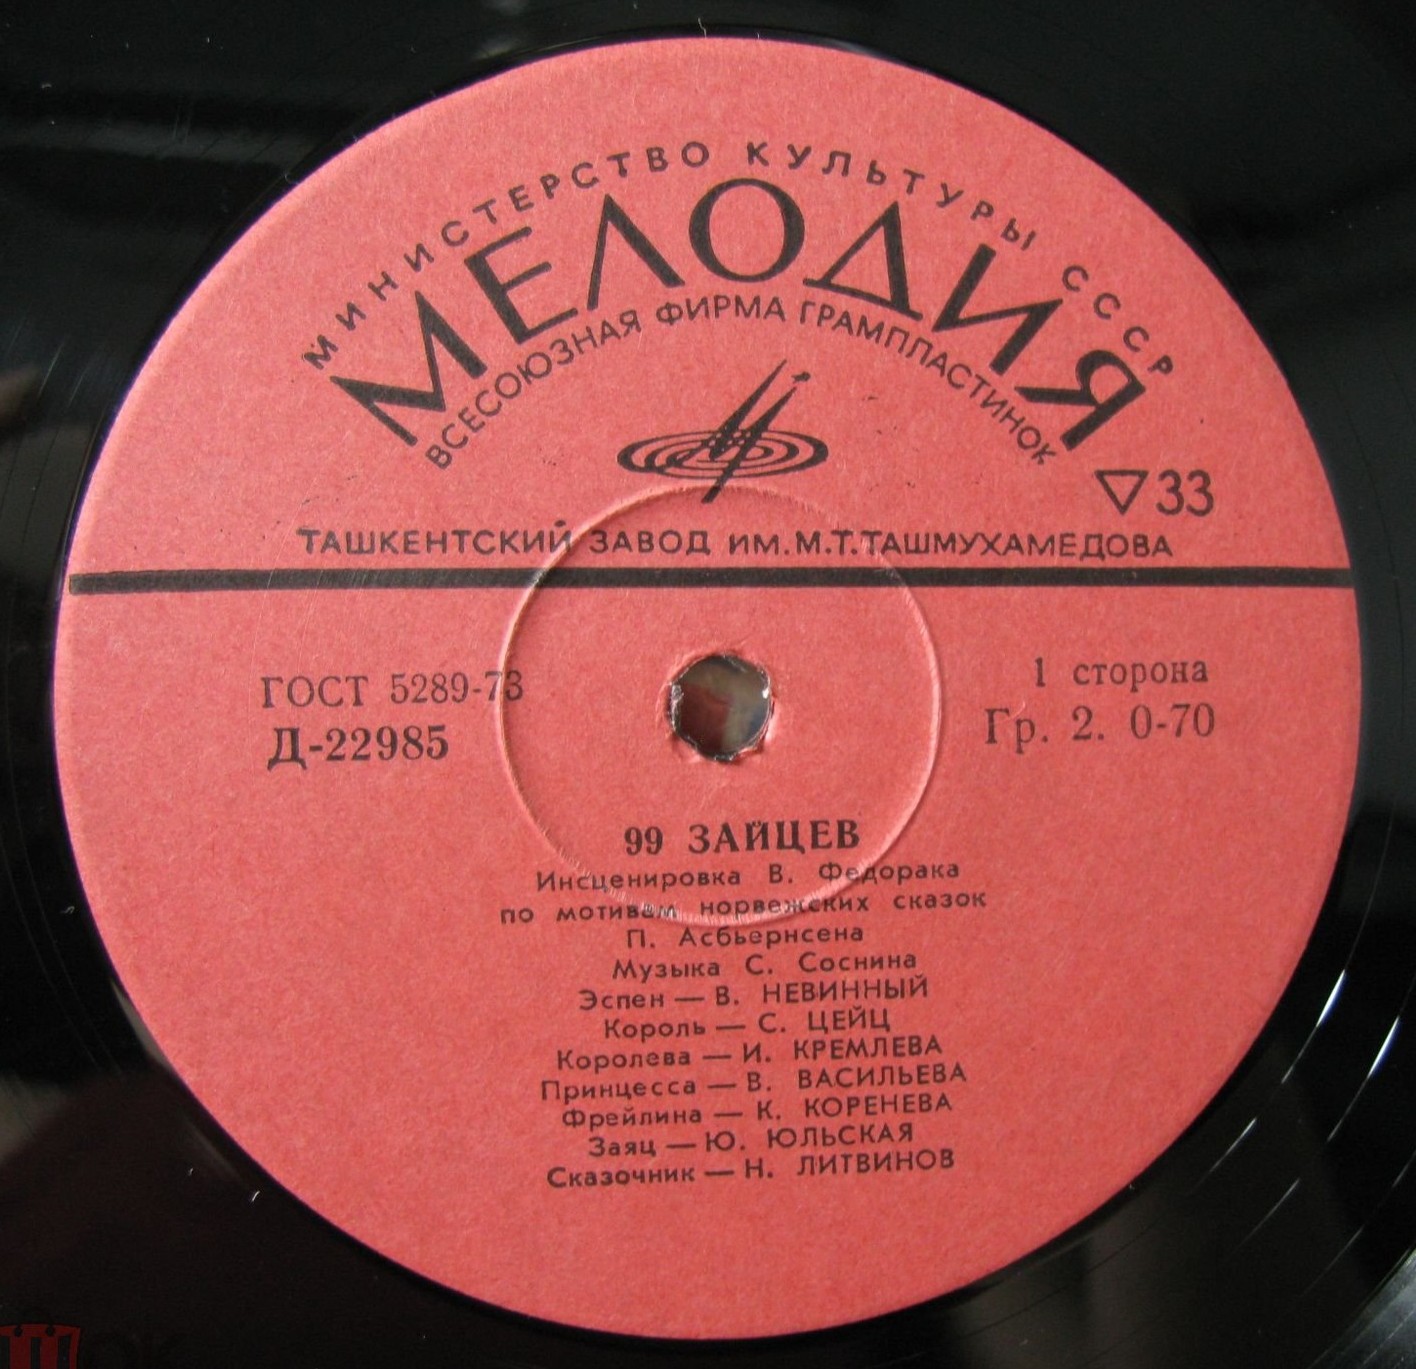 МИНИСТЕРСТВО КУЛЬТУРЫ СССР
МЕЛОДИЯ
ВСЕСОЮЗНАЯ ФИРМА ГРАМПЛАСТИНОК
▽33
ТАШКЕНТСКИЙ ЗАВОД ИМ.М.Т.ТАШМУХАМЕДОВА
ГОСТ 5289-73
Д-22985
1 сторона
Гр. 2. 0-70
99 ЗАЙЦЕВ
Инсценировка В. Федорака
по мотивам норвежских сказок
П. Асбьернсена
Музыка С. Соснина
Эспен — В. НЕВИННЫЙ
Король — С. ЦЕЙЦ
Королева — И. КРЕМЛЕВА
Принцесса — В. ВАСИЛЬЕВА
Фрейлина — К. КОРЕНЕВА
Заяц — Ю. ЮЛЬСКАЯ
Сказочник — Н. ЛИТВИНОВ